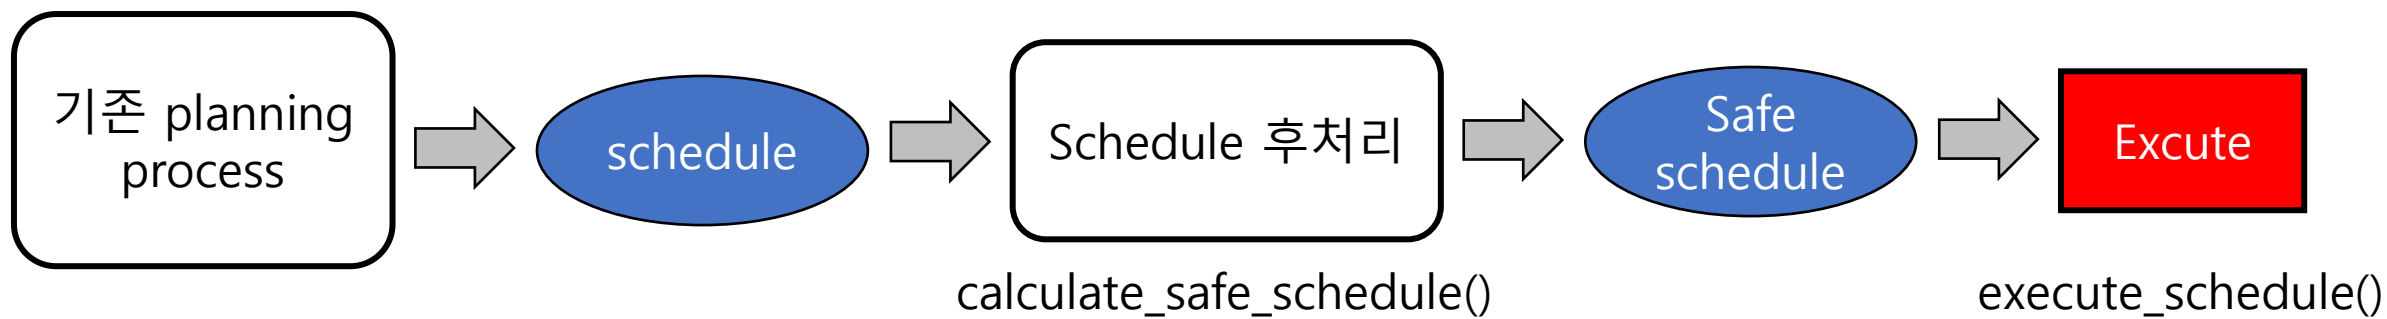 기존 planning
process
schedule
Schedule 후처리
Safe
schedule
Excute
calculate_safe_schedule()
execute_schedule()